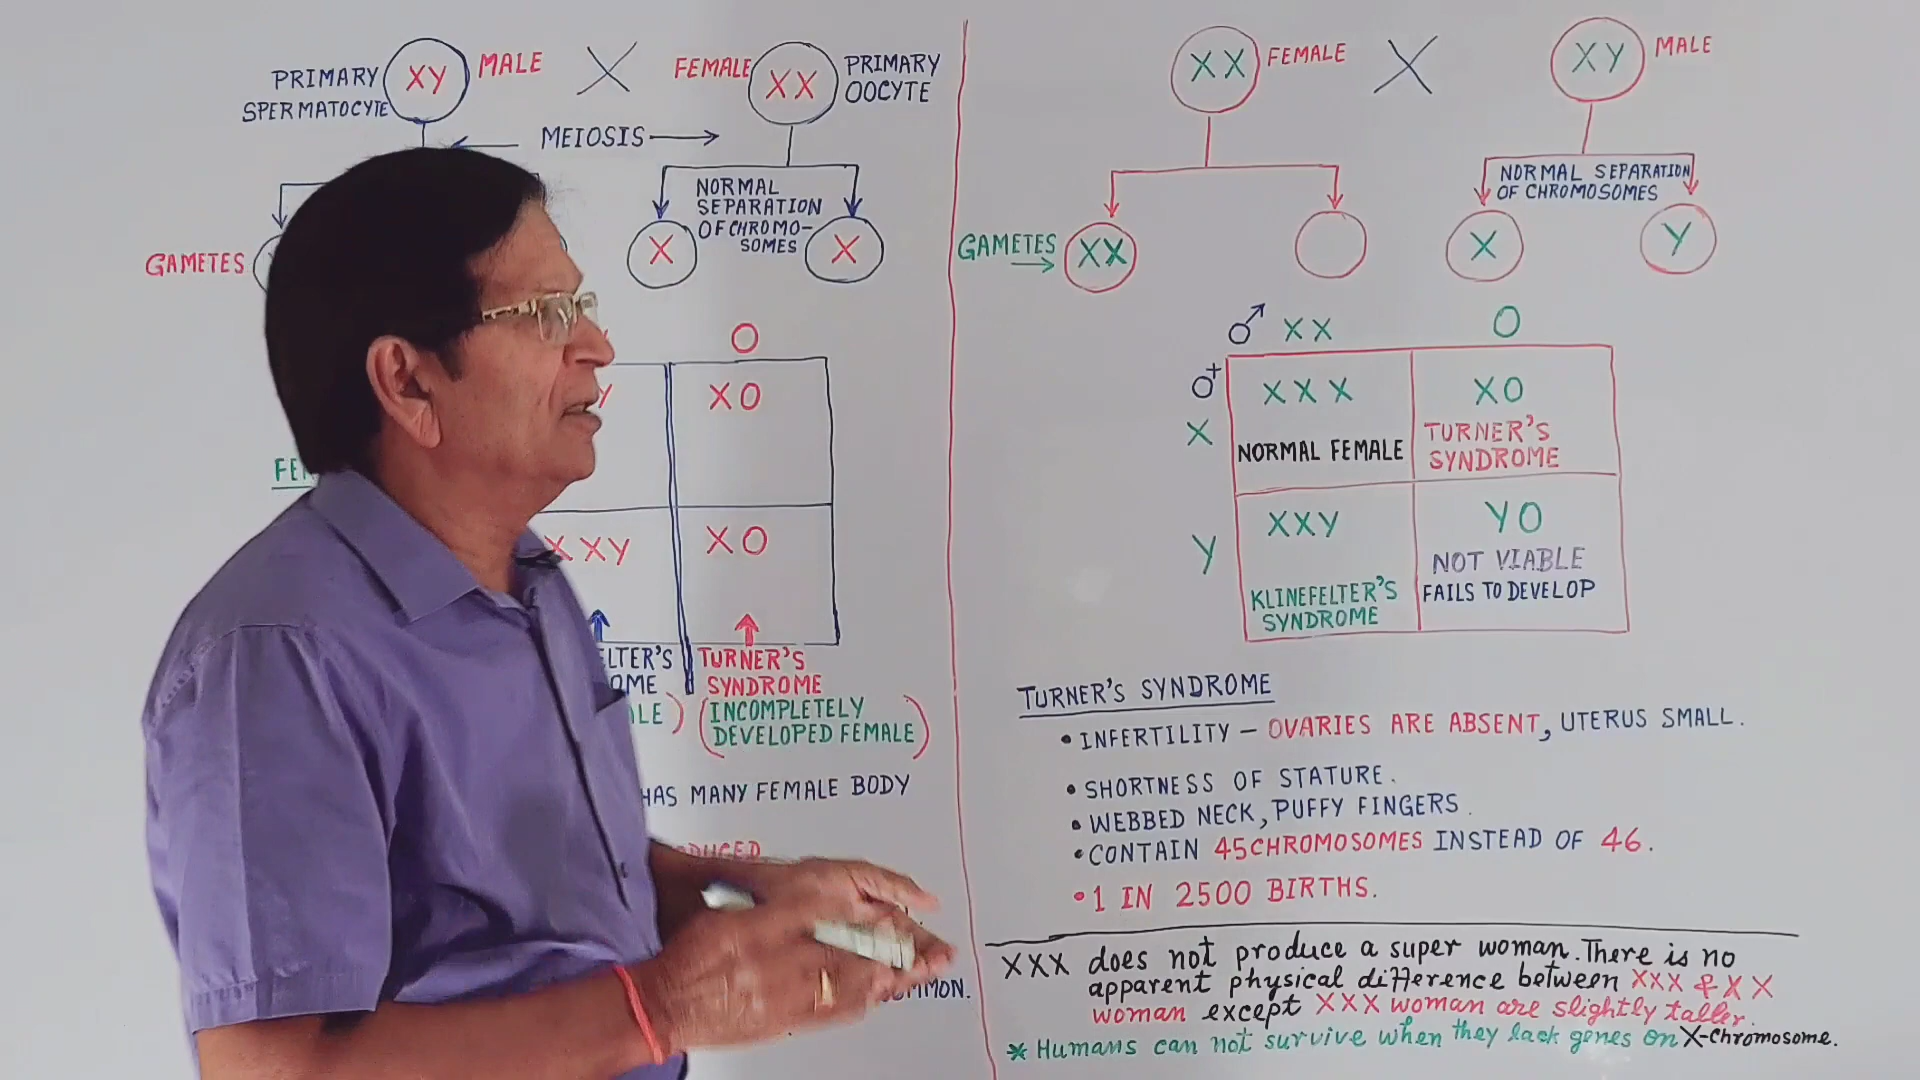 PRIMARY
SPERMATOCYTE
XY
MALE
X
FEMALE
XX
PRIMARY
OOCYTE
MEIOSIS
NORMAL
SEPARATION
OF CHROMO-
SOMES
GAMETES
X
X
O
XO
XXY
XO
TURNER'S
SYNDROME
(INCOMPLETELY
DEVELOPED FEMALE)
HAS MANY FEMALE BODY
XX
FEMALE
X
XY
MALE
NORMAL SEPARATION
OF CHROMOSOMES
GAMETES
XX
X
Y
♂ XX
O
♀
X
XXX
NORMAL FEMALE
XO
TURNER'S
SYNDROME
Y
XXY
KLINEFELTER'S
SYNDROME
YO
NOT VIABLE
FAILS TO DEVELOP
TURNER'S SYNDROME
• INFERTILITY – OVARIES ARE ABSENT, UTERUS SMALL.
• SHORTNESS OF STATURE.
• WEBBED NECK, PUFFY FINGERS.
• CONTAIN 45 CHROMOSOMES INSTEAD OF 46.
• 1 IN 2500 BIRTHS.
XXX does not produce a super woman. There is no
apparent physical difference between XXX & XX
woman except XXX woman are slightly taller.
* Humans can not survive when they lack genes on X-Chromosome.